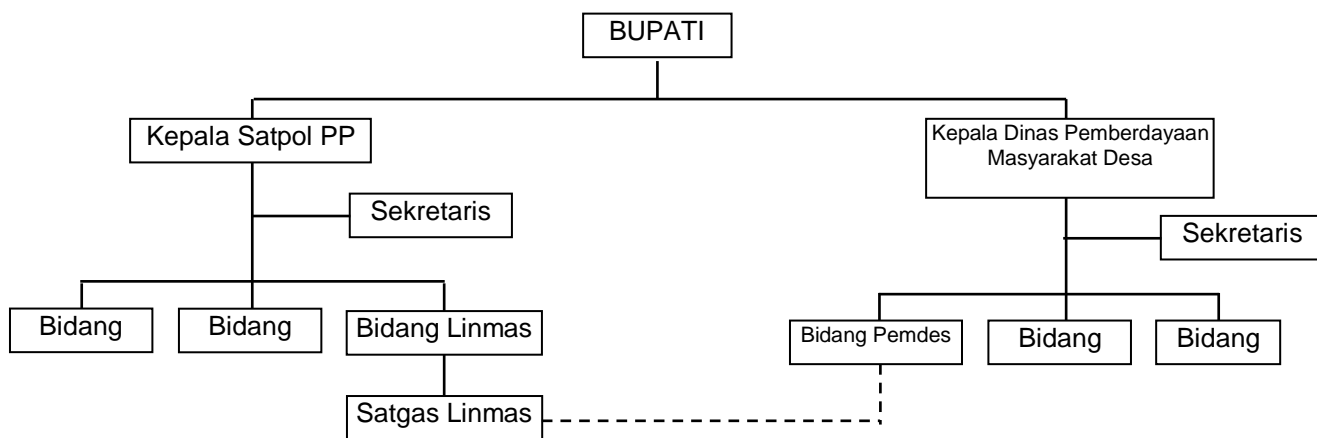 BUPATI
Kepala Satpol PP
Kepala Dinas Pemberdayaan
Masyarakat Desa
Sekretaris
Sekretaris
Bidang
Bidang
Bidang Linmas
Bidang Pemdes
Bidang
Bidang
Satgas Linmas